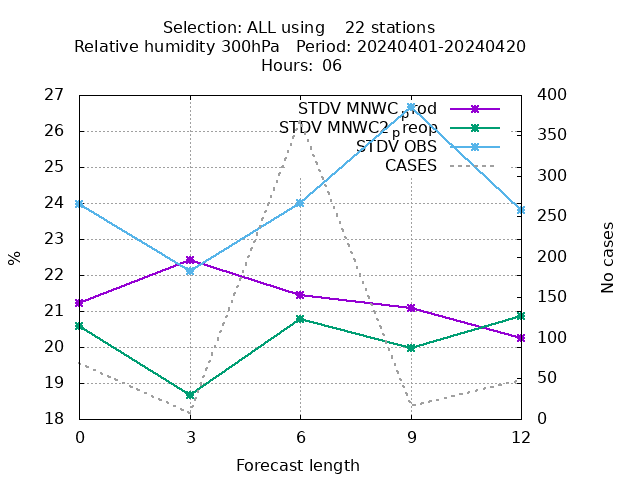 Selection: ALL using    22 stations
Relative humidity 300hPa   Period: 20240401-20240420
Hours: 06
27
26
25
24
23
22
21
20
19
18
%
STDV MNWC_prod
STDV MNWC2_preop
STDV OBS
CASES
400
350
300
250
200
150
100
50
0
No cases
0
3
6
9
12
Forecast length